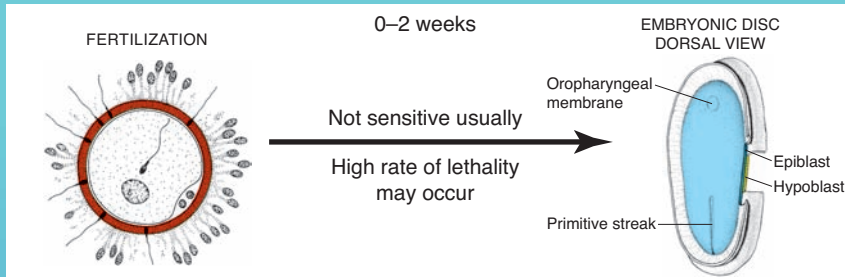 0–2 weeks
FERTILIZATION
EMBRYONIC DISC
DORSAL VIEW
Oropharyngeal
membrane
Not sensitive usually
High rate of lethality
may occur
Epiblast
Hypoblast
Primitive streak